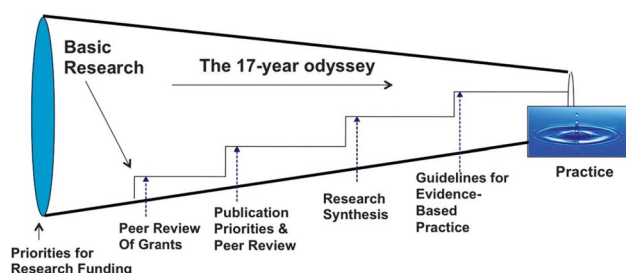 Basic
Research
The 17-year odyssey
Priorities for
Research Funding
Peer Review
Of Grants
Publication
Priorities &
Peer Review
Research
Synthesis
Guidelines for
Evidence-
Based
Practice
Practice